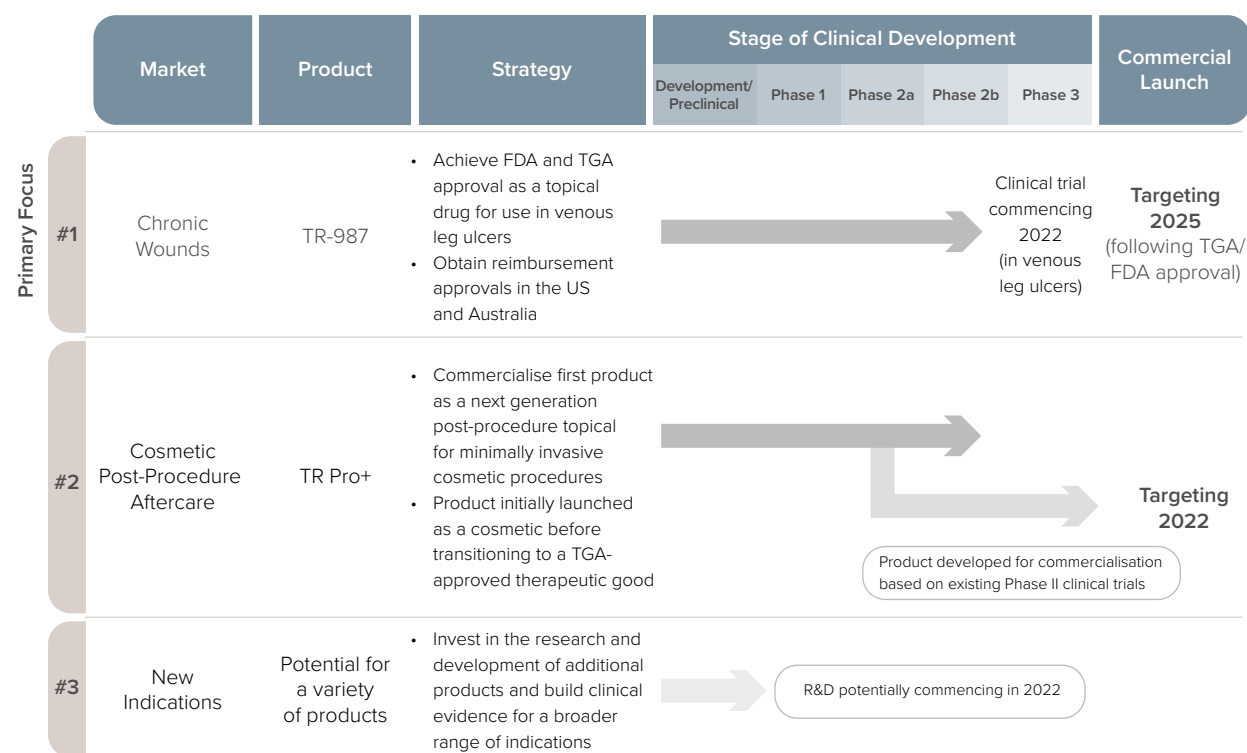 Market
Product
Strategy
Stage of Clinical Development
Development/
Preclinical
Phase 1
Phase 2a
Phase 2b
Phase 3
Commercial
Launch
Primary Focus
#1
Chronic
Wounds
TR-987
• Achieve FDA and TGA
approval as a topical
drug for use in venous
leg ulcers
• Obtain reimbursement
approvals in the US
and Australia
Clinical trial
commencing
2022
(in venous
leg ulcers)
Targeting
2025
(following TGA/
FDA approval)
#2
Cosmetic
Post-Procedure
Aftercare
TR Pro+
• Commercialise first product
as a next generation
post-procedure topical
for minimally invasive
cosmetic procedures
• Product initially launched
as a cosmetic before
transitioning to a TGA-
approved therapeutic good
Targeting
2022
Product developed for commercialisation
based on existing Phase II clinical trials
#3
New
Indications
Potential for
a variety
of products
• Invest in the research and
development of additional
products and build clinical
evidence for a broader
range of indications
R&D potentially commencing in 2022